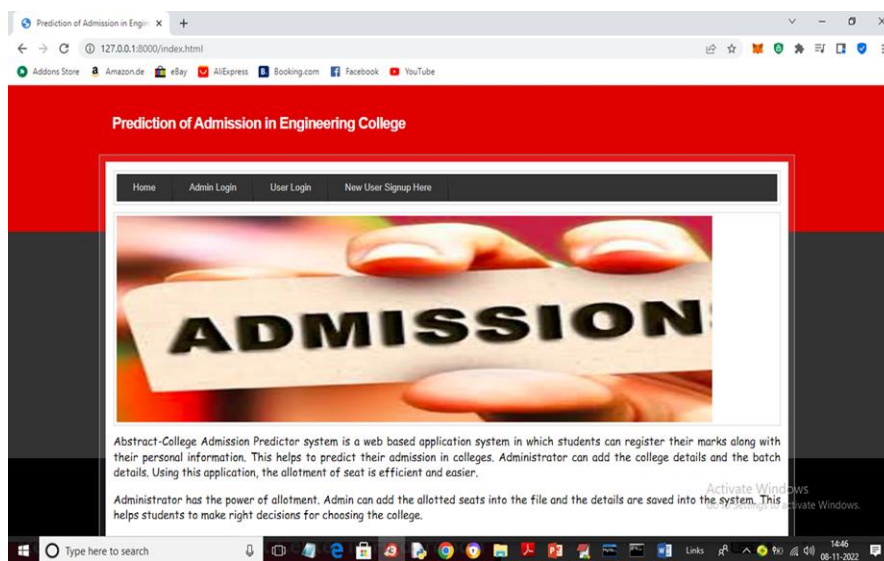 Prediction of Admission in Engin
127.0.0.1:8000/index.html
Addons Store Amazon.de eBay AliExpress Booking.com Facebook YouTube
Prediction of Admission in Engineering College
Home Admin Login User Login New User Signup Here
ADMISSION
Abstract-College Admission Predictor system is a web based application system in which students can register their marks along with
their personal information. This helps to predict their admission in colleges. Administrator can add the college details and the batch
details. Using this application, the allotment of seat is efficient and easier.
Activate Windows
Administrator has the power of allotment. Admin can add the allotted seats into the file and the details are saved into the system. This
Go to Settings to activate Windows.
helps students to make right decisions for choosing the college.
Type here to search
Links
14:46
08-11-2022